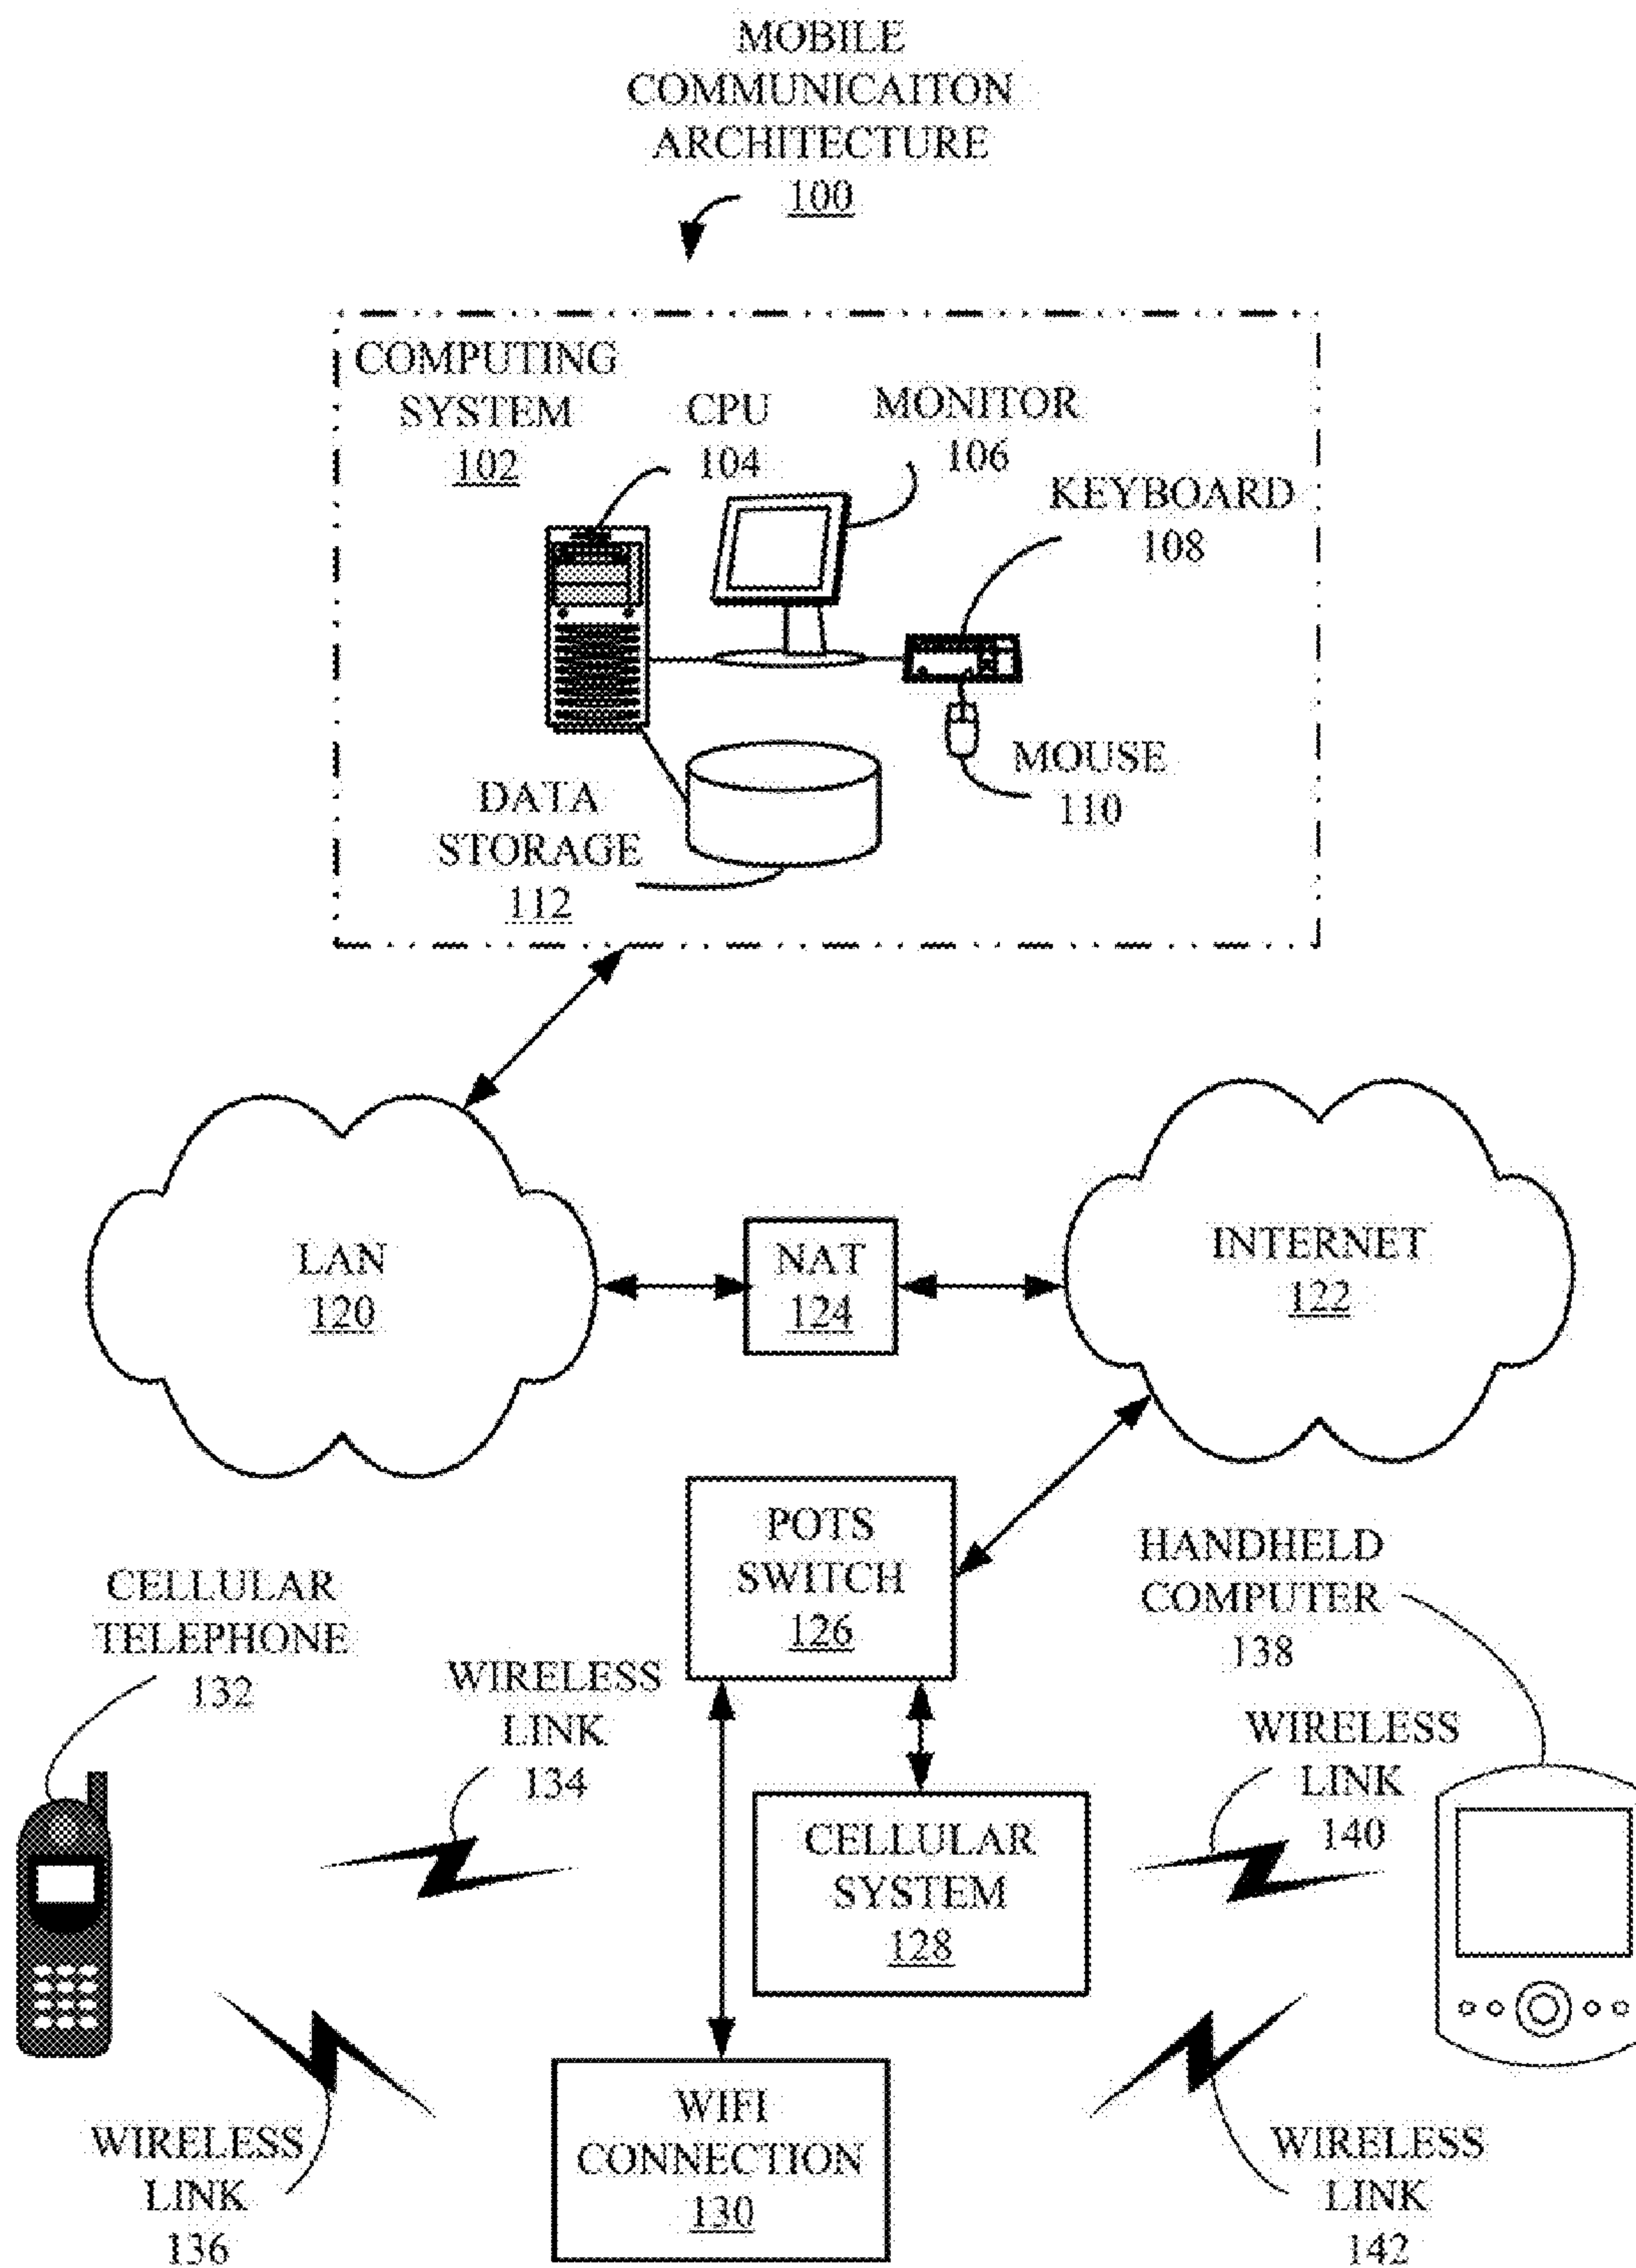 MOBILE
COMMUNICAITON
ARCHITECTURE
100
COMPUTING
SYSTEM
102
CPU
104
MONITOR
106
KEYBOARD
108
MOUSE
110
DATA
STORAGE
112
LAN
120
NAT
124
INTERNET
122
POTS
SWITCH
126
HANDHELD
COMPUTER
138
CELLULAR
TELEPHONE
132
WIRELESS
LINK
134
WIRELESS
LINK
140
CELLULAR
SYSTEM
128
WIRELESS
LINK
136
WIFI
CONNECTION
130
WIRELESS
LINK
142